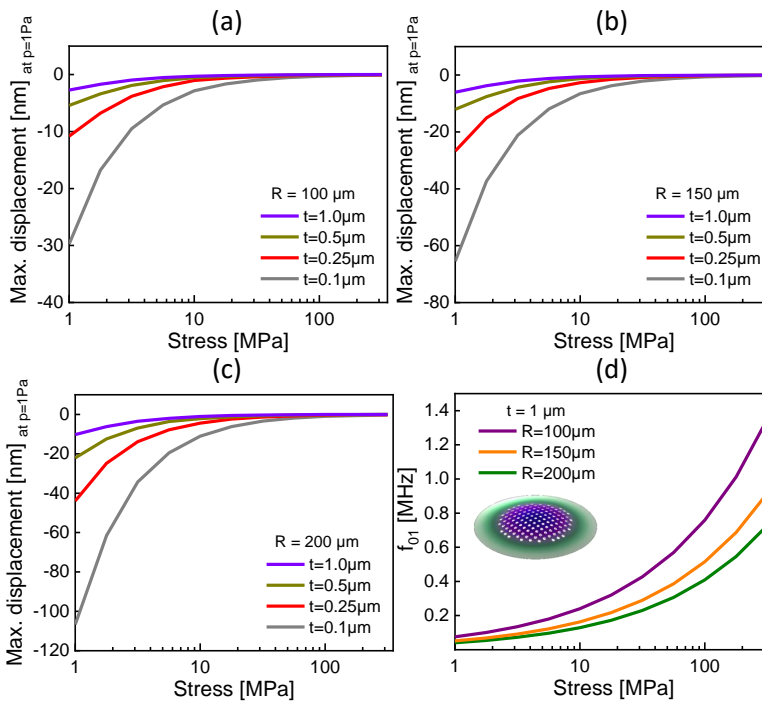 (a)
Max. displacement [nm] at p=1Pa
0
-10
-20
-30
-40
R = 100 µm
t=1.0µm
t=0.5µm
t=0.25µm
t=0.1µm
1
10
100
Stress [MPa]
(b)
Max. displacement [nm] at p=1Pa
0
-20
-40
-60
-80
R = 150 µm
t=1.0µm
t=0.5µm
t=0.25µm
t=0.1µm
1
10
100
Stress [MPa]
(c)
Max. displacement [nm] at p=1Pa
0
-20
-40
-60
-80
-100
-120
R = 200 µm
t=1.0µm
t=0.5µm
t=0.25µm
t=0.1µm
1
10
100
Stress [MPa]
(d)
f01 [MHz]
1.4
1.2
1.0
0.8
0.6
0.4
0.2
t = 1 µm
R=100µm
R=150µm
R=200µm
1
10
100
Stress [MPa]